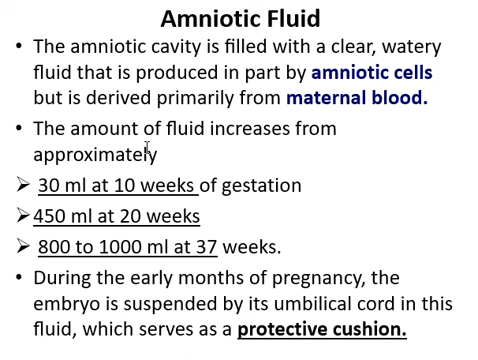 Amniotic Fluid
• The amniotic cavity is filled with a clear, watery
fluid that is produced in part by amniotic cells
but is derived primarily from maternal blood.
• The amount of fluid increases from
approximately
➢ 30 ml at 10 weeks of gestation
➢ 450 ml at 20 weeks
➢ 800 to 1000 ml at 37 weeks.
• During the early months of pregnancy, the
embryo is suspended by its umbilical cord in this
fluid, which serves as a protective cushion.